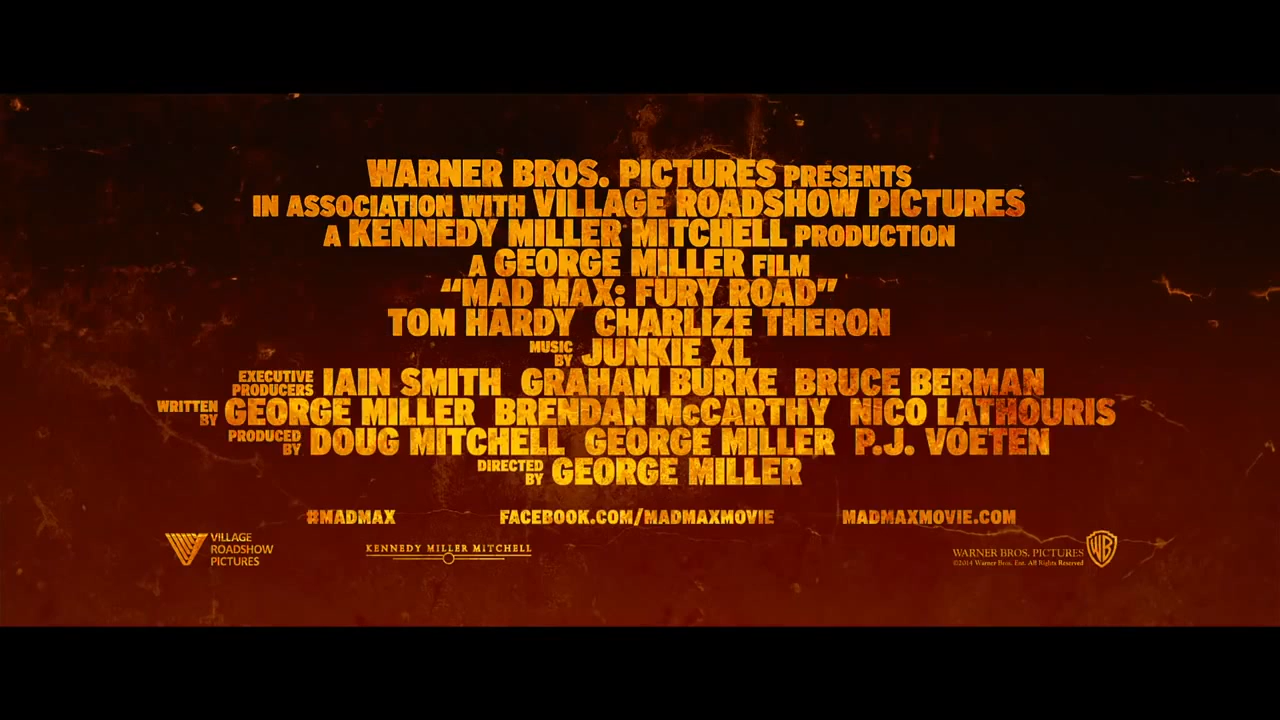 WARNER BROS. PICTURES PRESENTS
IN ASSOCIATION WITH VILLAGE ROADSHOW PICTURES
A KENNEDY MILLER MITCHELL PRODUCTION
A GEORGE MILLER FILM
“MAD MAX: FURY ROAD”
TOM HARDY CHARLIZE THERON
MUSIC BY JUNKIE XL
EXECUTIVE PRODUCERS IAIN SMITH GRAHAM BURKE BRUCE BERMAN
WRITTEN BY GEORGE MILLER BRENDAN McCARTHY NICO LATHOURIS
PRODUCED BY DOUG MITCHELL GEORGE MILLER P.J. VOETEN
DIRECTED BY GEORGE MILLER
#MADMAX FACEBOOK.COM/MADMAXMOVIE MADMAXMOVIE.COM
VILLAGE
ROADSHOW
PICTURES
KENNEDY MILLER MITCHELL
WARNER BROS. PICTURES
©2014 Warner Bros. Ent. All Rights Reserved
WB